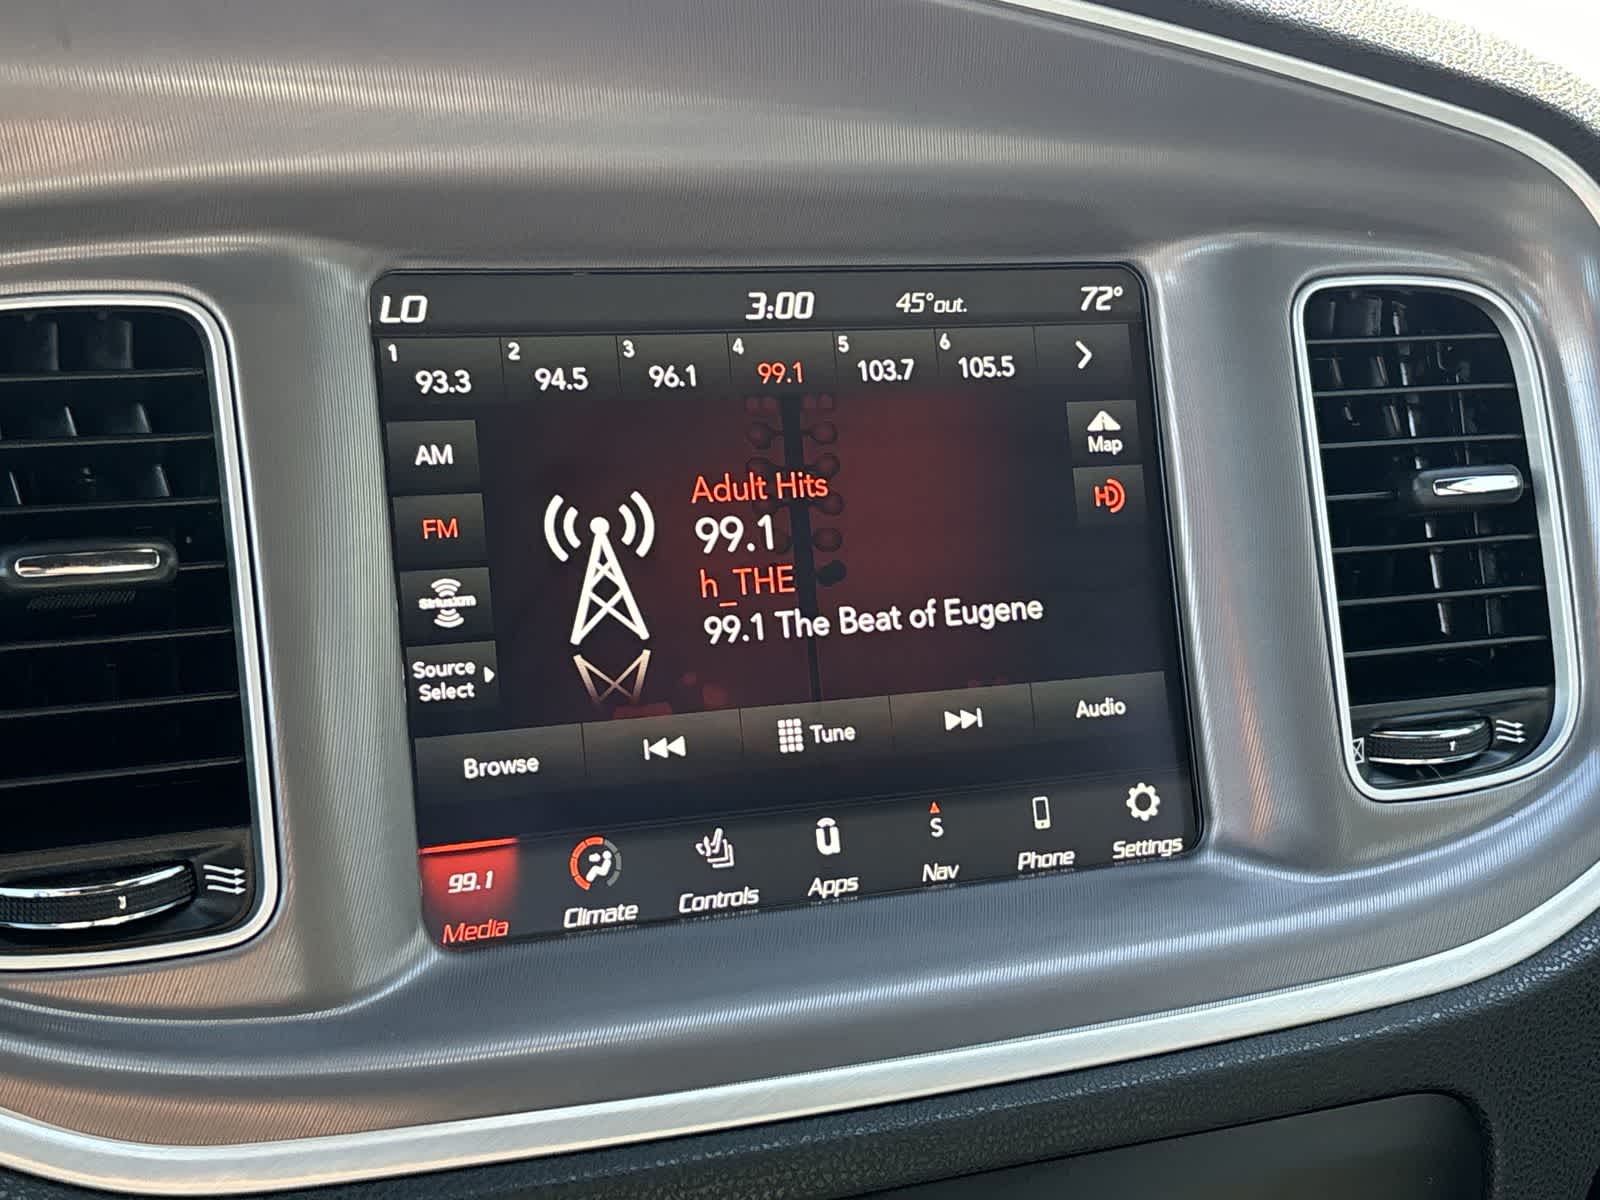 LO 3:00 45°out. 72°
1 93.3 2 94.5 3 96.1 4 99.1 5 103.7 6 105.5
AM
Map
Adult Hits
HD
99.1
FM
h_THE
99.1 The Beat of Eugene
SiriusXM
Source
Select
Browse Tune Audio
99.1 S
Media Climate Controls Apps Nav Phone Settings